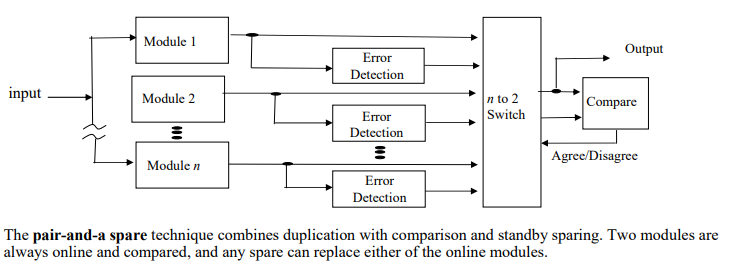 Module 1
Output
Error
Detection
input
Module 2
n to 2
Switch
Compare
Error
Detection
Agree/Disagree
Module n
Error
Detection
The pair-and-a spare technique combines duplication with comparison and standby sparing. Two modules are
always online and compared, and any spare can replace either of the online modules.